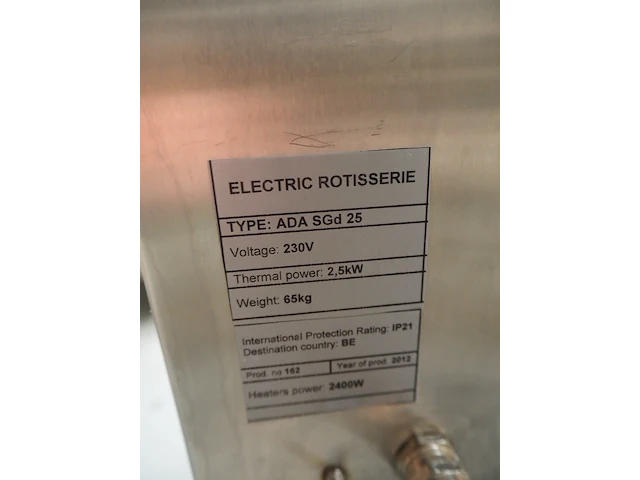 ELECTRIC ROTISSERIE
TYPE: ADA SGd 25
Voltage: 230V
Thermal power: 2,5kW
Weight: 65kg
International Protection Rating: IP21
Destination country: BE
Prod. no 162 Year of prod. 2012
Heaters power: 2400W